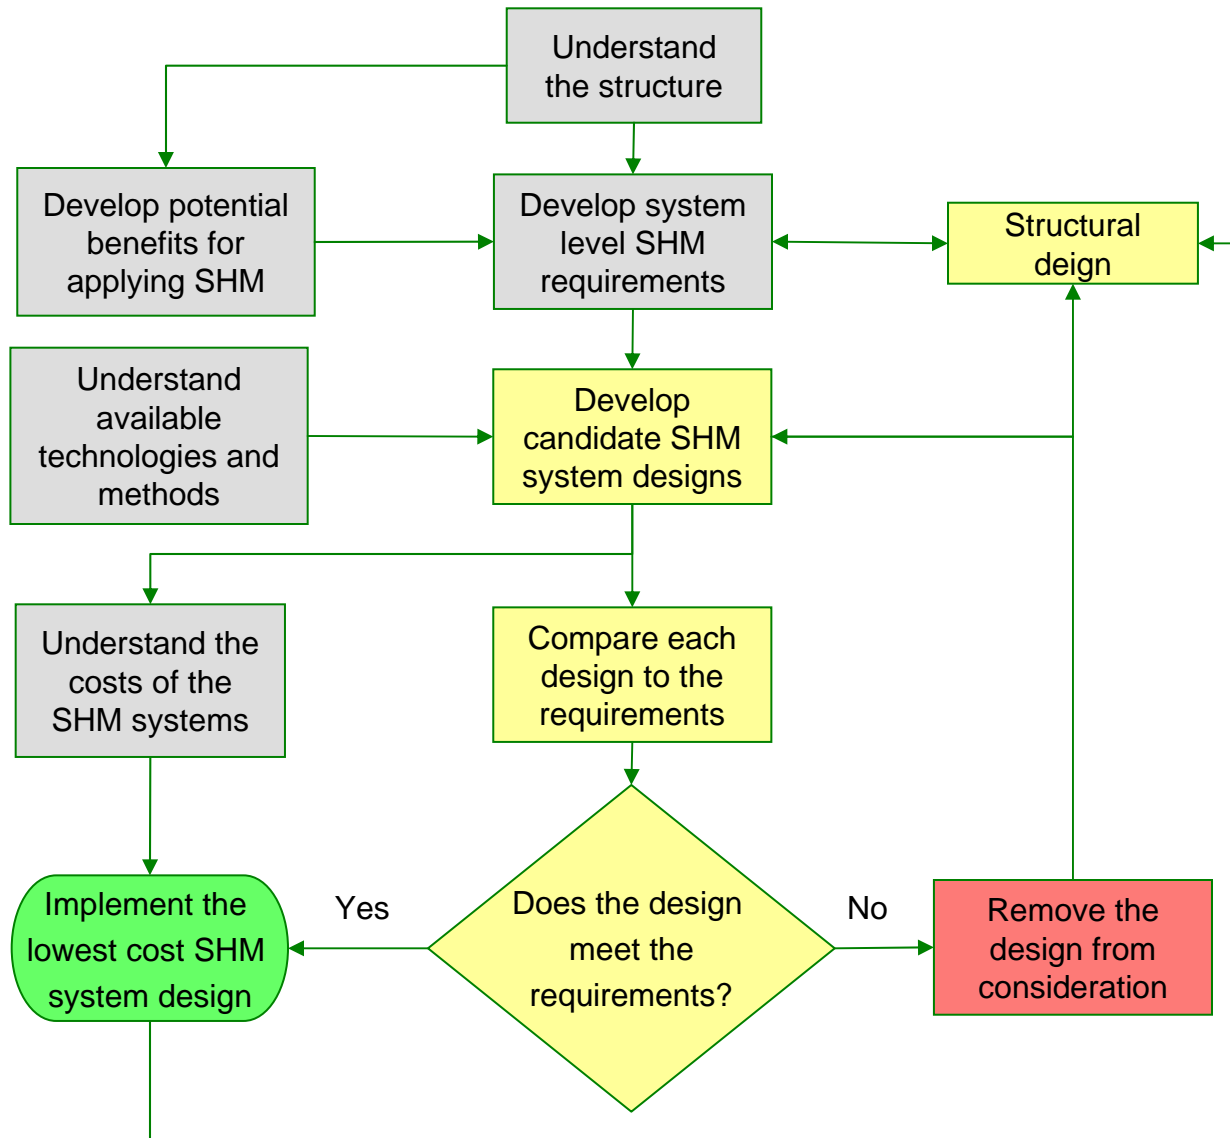 Understand
the structure
Develop potential
benefits for
applying SHM
Develop system
level SHM
requirements
Structural
deign
Understand
available
technologies and
methods
Develop
candidate SHM
system designs
Understand the
costs of the
SHM systems
Compare each
design to the
requirements
Implement the
lowest cost SHM
system design
Yes
Does the design
meet the
requirements?
No
Remove the
design from
consideration